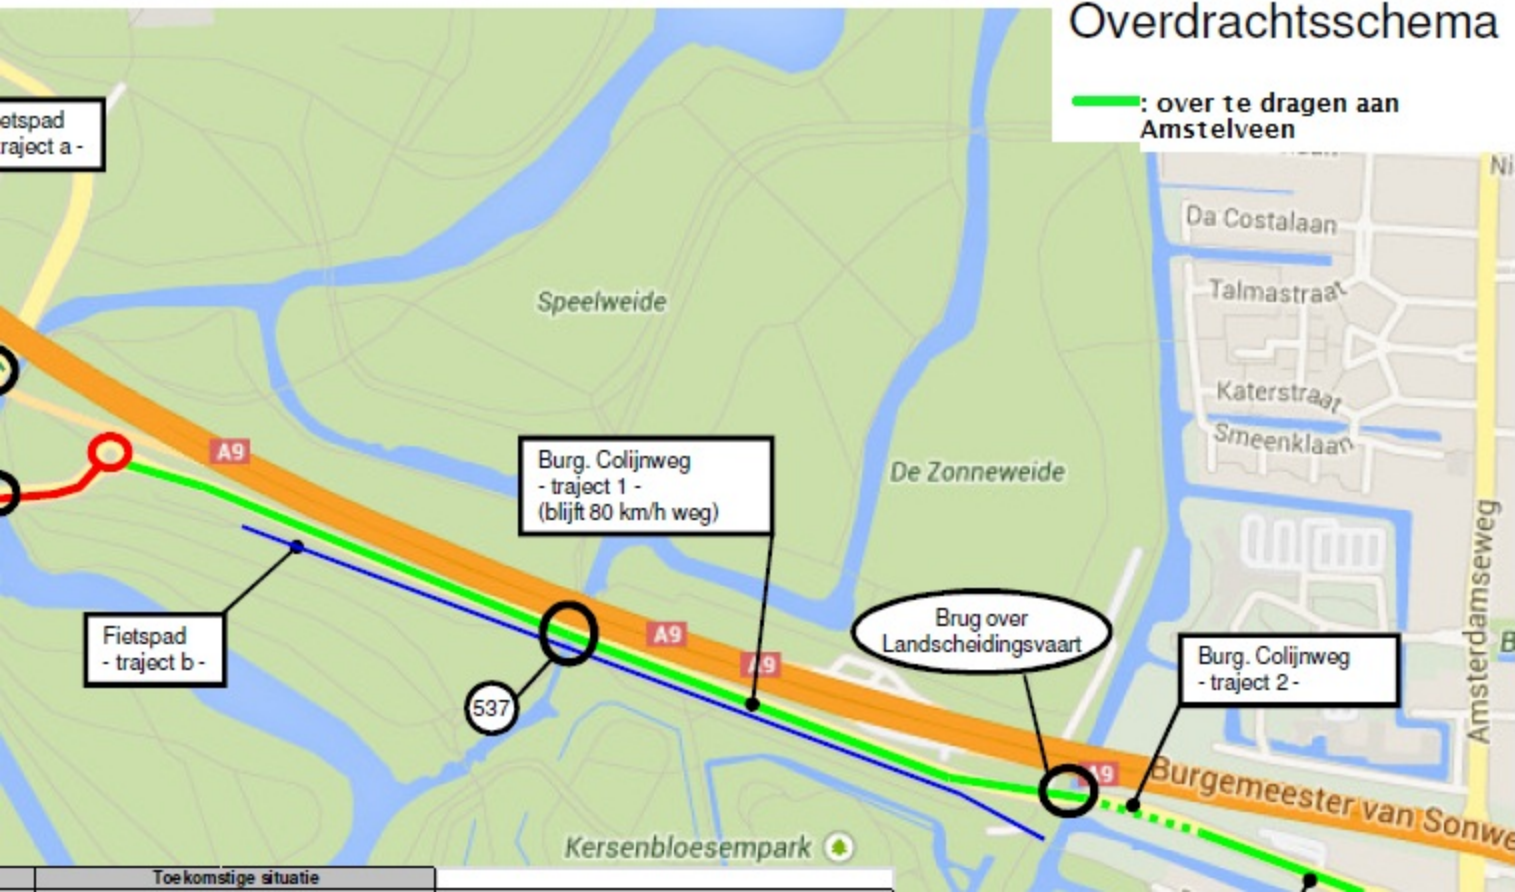 Overdrachtsschema
: over te dragen aan
Amstelveen
etspad
raject a -
Da Costalaan
Talmastraat
Katerstraat
Smeenklaan
Speelweide
De Zonneweide
A9
Burg. Colijnweg
- traject 1 -
(blijft 80 km/h weg)
Amsterdamseweg
Brug over
Landscheidingsvaart
Fietspad
- traject b -
A9
A9
Burg. Colijnweg
- traject 2 -
537
A9
Burgemeester van Sonwe
Kersenbloesempark
Toekomstige situatie